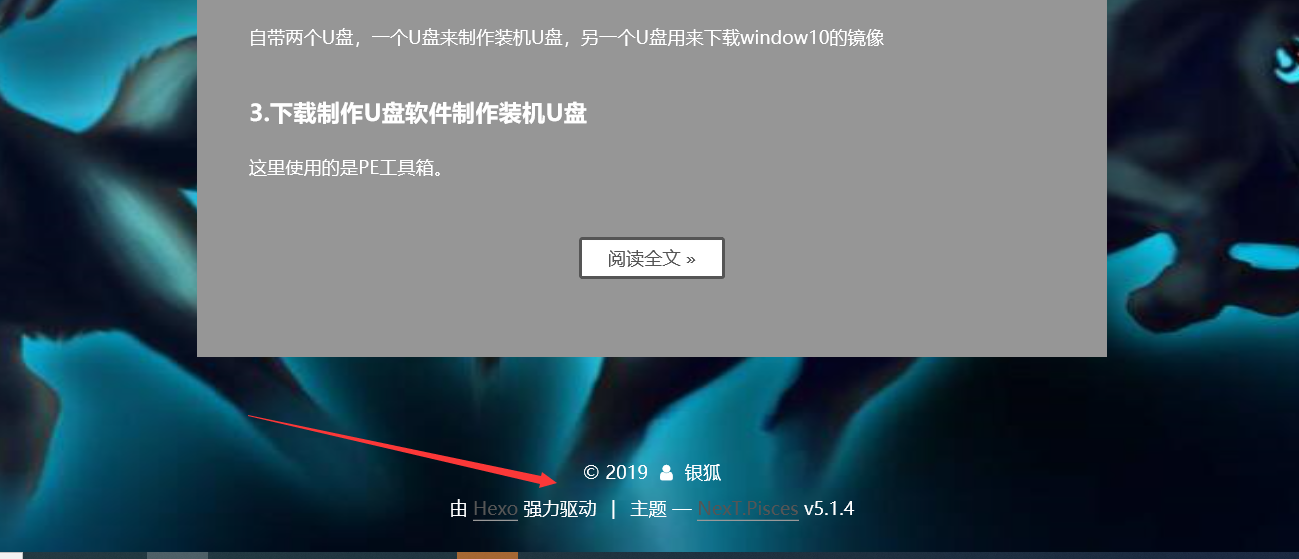 自带两个U盘，一个U盘来制作装机U盘，另一个U盘用来下载window10的镜像
3.下载制作U盘软件制作装机U盘
这里使用的是PE工具箱。
阅读全文 »
© 2019 银狐
由 Hexo 强力驱动 | 主题 — NexT.Pisces v5.1.4